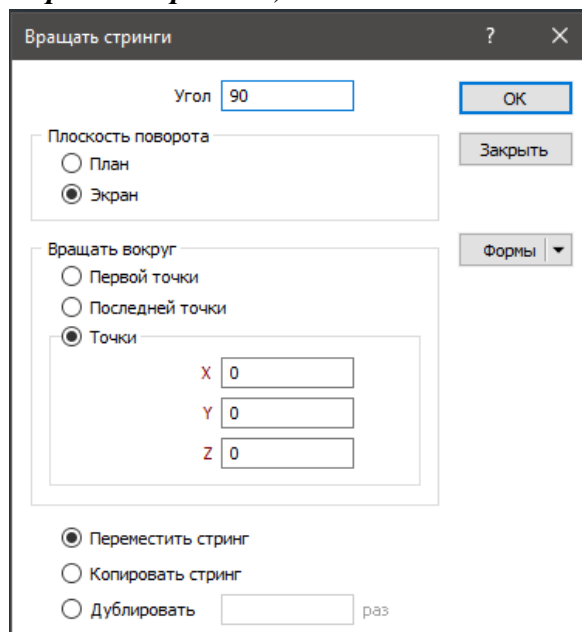 Вращать стринги ? ×
Угол 90 OK
Плоскость поворота Закрыть
План
Экран
Вращать вокруг Формы
Первой точки
Последней точки
Точки
X 0
Y 0
Z 0
Переместить стринг
Копировать стринг
Дублировать раз